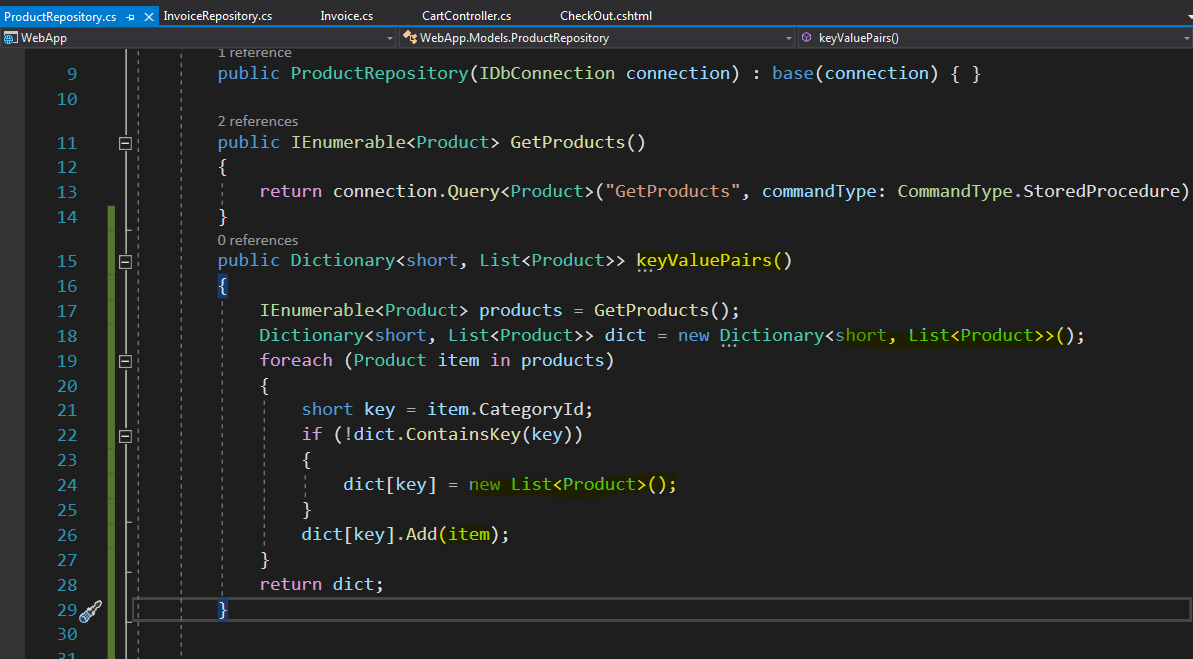 ProductRepository.cs InvoiceRepository.cs Invoice.cs CartController.cs CheckOut.cshtml
WebApp WebApp.Models.ProductRepository keyValuePairs()
1 reference
9 public ProductRepository(IDbConnection connection) : base(connection) { }
10
2 references
11 public IEnumerable<Product> GetProducts()
12 {
13 return connection.Query<Product>("GetProducts", commandType: CommandType.StoredProcedure)
14 }
0 references
15 public Dictionary<short, List<Product>> keyValuePairs()
16 {
17 IEnumerable<Product> products = GetProducts();
18 Dictionary<short, List<Product>> dict = new Dictionary<short, List<Product>>();
19 foreach (Product item in products)
20 {
21 short key = item.CategoryId;
22 if (!dict.ContainsKey(key))
23 {
24 dict[key] = new List<Product>();
25 }
26 dict[key].Add(item);
27 }
28 return dict;
29 }
30
31